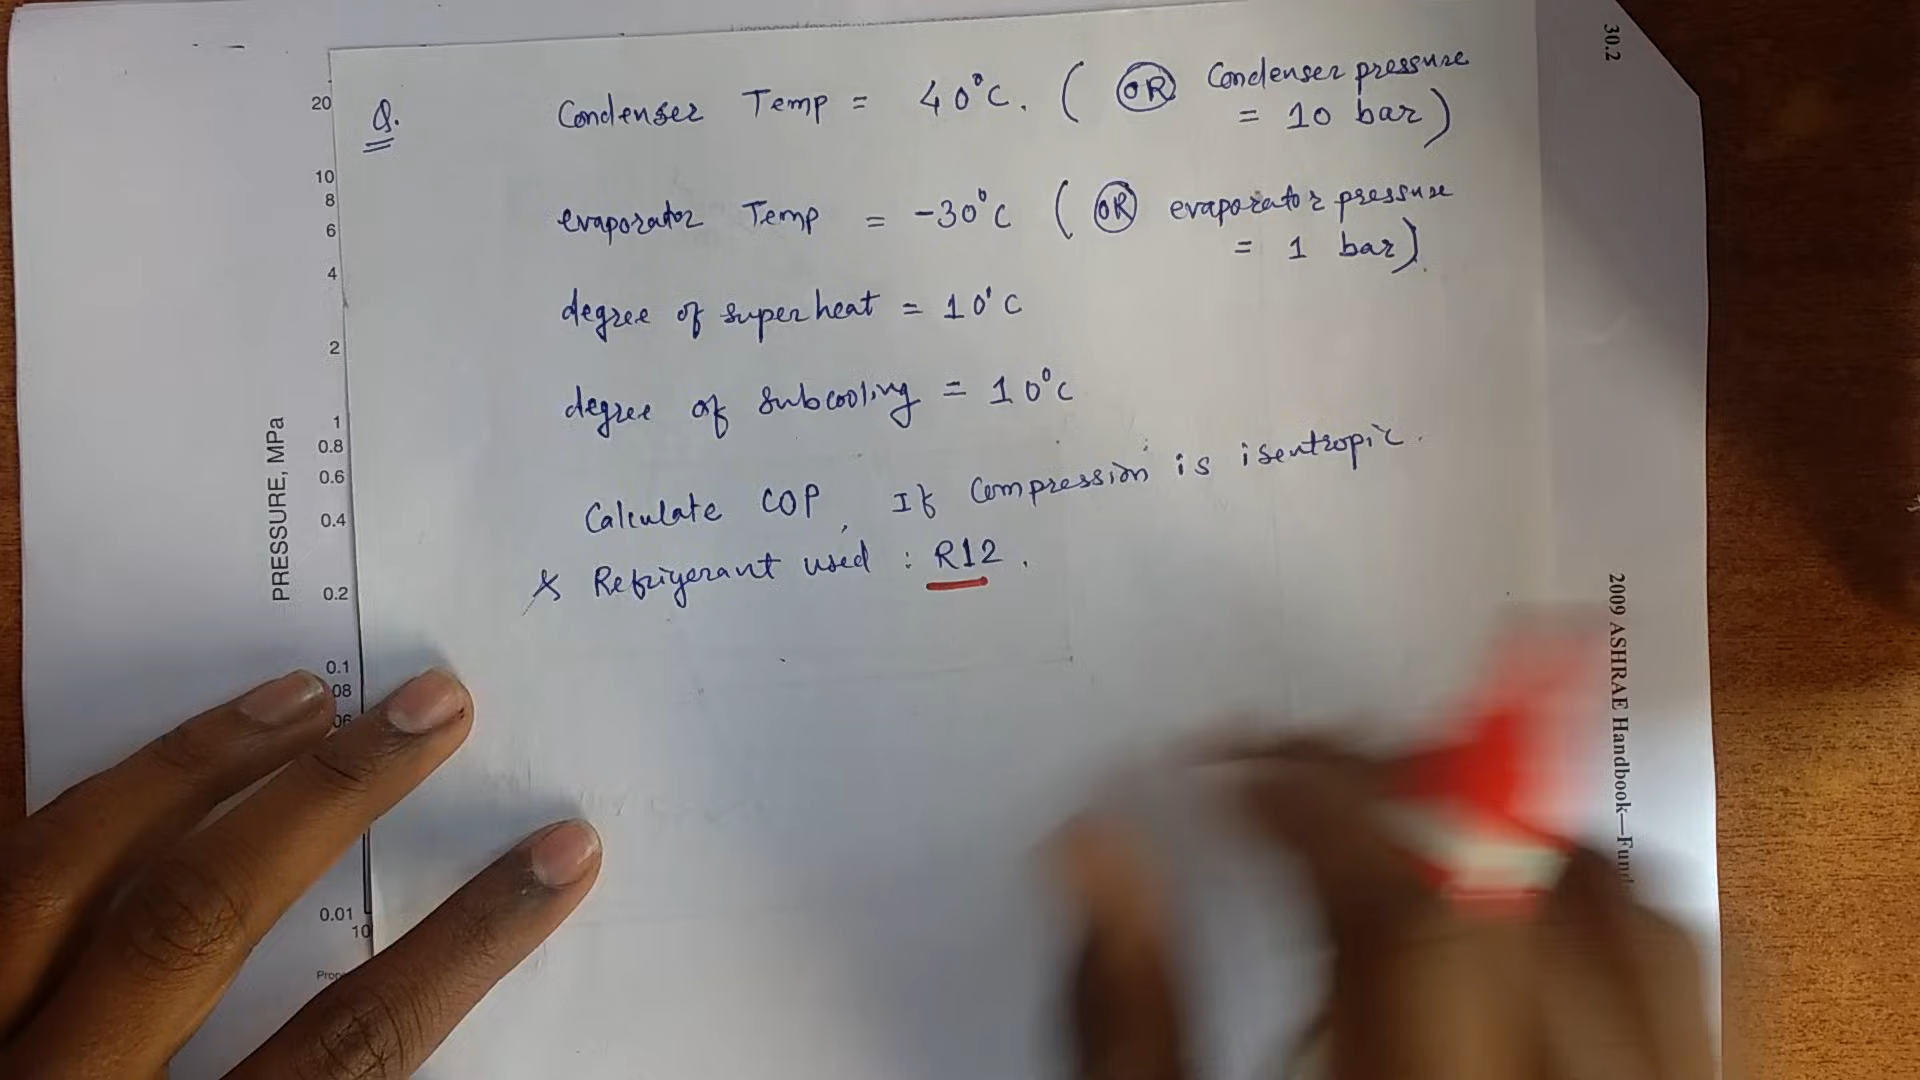 30.2
Q.
Condenser Temp = 40°C. ( OR Condenser pressure
= 10 bar )
evaporator Temp = -30°C ( OR evaporator pressure
= 1 bar ).
degree of superheat = 10°C
degree of subcooling = 10°C
Calculate COP, If Compression is isentropic.
& Refrigerant used : R12.
PRESSURE, MPa
20
10
8
6
4
2
1
0.8
0.6
0.4
0.2
0.1
08
06
0.01
10
2009 ASHRAE Handbook—